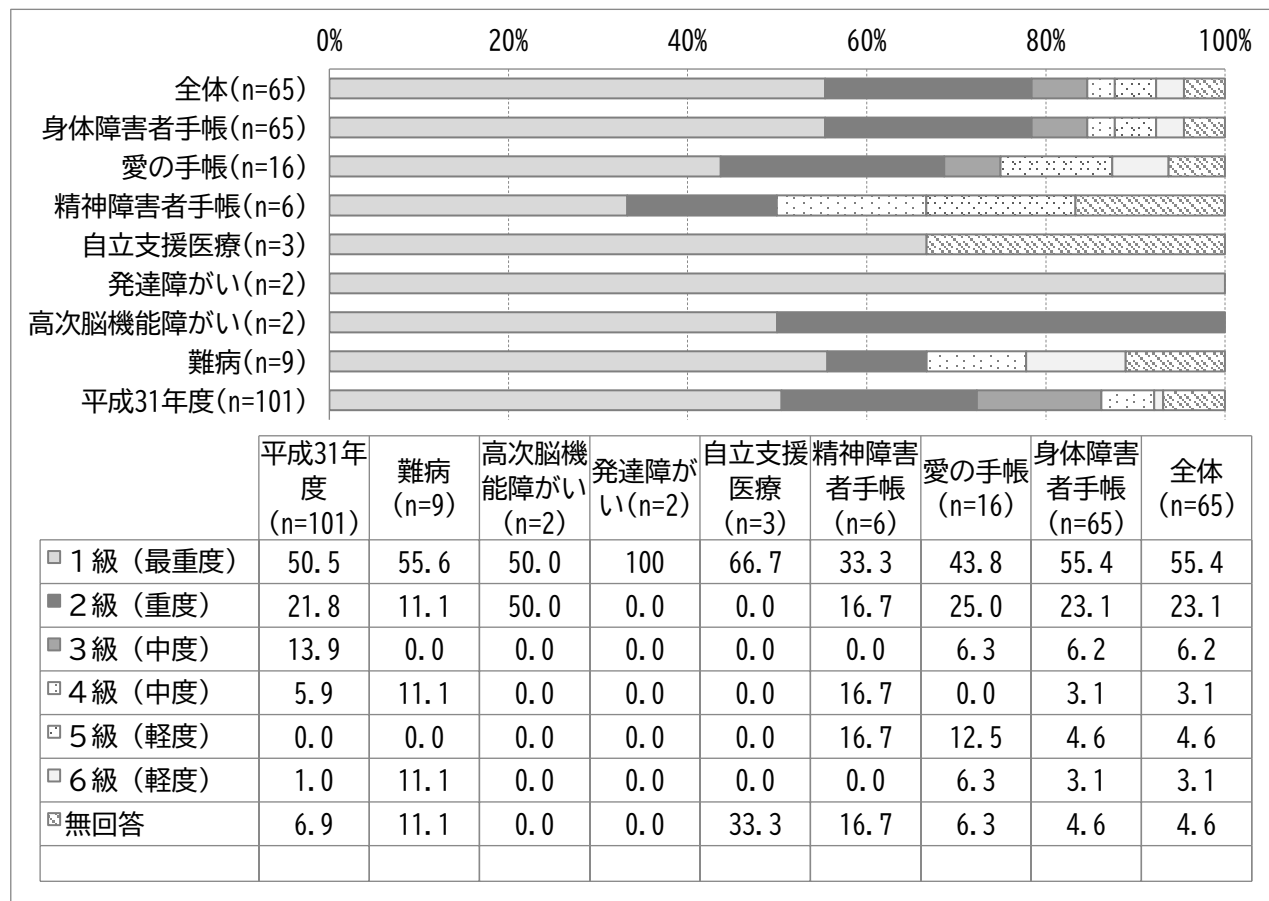 0% 20% 40% 60% 80% 100%
全体(n=65)
身体障害者手帳(n=65)
愛の手帳(n=16)
精神障害者手帳(n=6)
自立支援医療(n=3)
発達障がい(n=2)
高次脳機能障がい(n=2)
難病(n=9)
平成31年度(n=101)
平成31年度(n=101) 難病(n=9) 高次脳機能障がい(n=2) 発達障がい(n=2) 自立支援医療(n=3) 精神障害者手帳(n=6) 愛の手帳(n=16) 身体障害者手帳(n=65) 全体(n=65)
１級（最重度） 50.5 55.6 50.0 100 66.7 33.3 43.8 55.4 55.4
２級（重度） 21.8 11.1 50.0 0.0 0.0 16.7 25.0 23.1 23.1
３級（中度） 13.9 0.0 0.0 0.0 0.0 0.0 6.3 6.2 6.2
４級（中度） 5.9 11.1 0.0 0.0 0.0 16.7 0.0 3.1 3.1
５級（軽度） 0.0 0.0 0.0 0.0 0.0 16.7 12.5 4.6 4.6
６級（軽度） 1.0 11.1 0.0 0.0 0.0 0.0 6.3 3.1 3.1
無回答 6.9 11.1 0.0 0.0 33.3 16.7 6.3 4.6 4.6